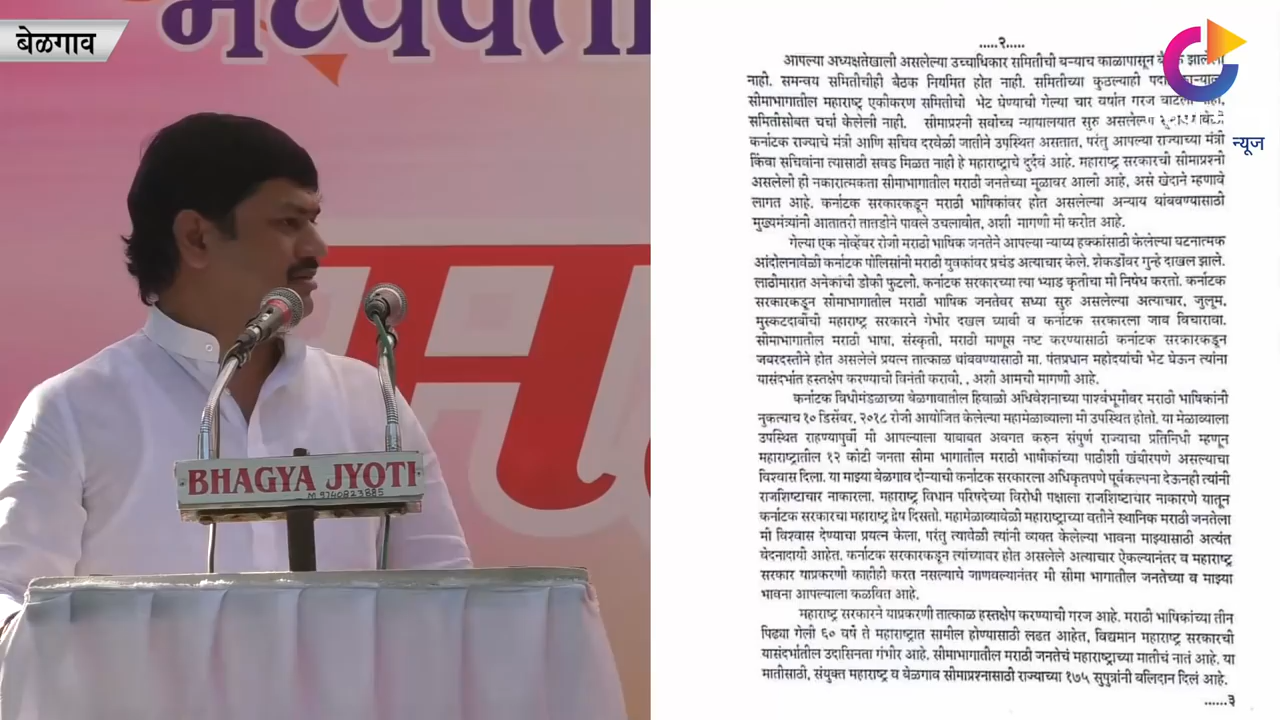 बेळगाव
BHAGYA JYOTI
M 9740823885
न्यूज
.....२.....
आपल्या अध्यक्षतेखाली असलेल्या उच्चाधिकार समितीची बऱ्याच काळापासून
नाही. समन्वय समितीचीही बैठक नियमित होत नाही. समितीच्या कुठल्याही
सीमाभागातील महाराष्ट्र एकीकरण समितीची भेट घेण्याची गेल्या चार वर्षात गरज
समितीसोबत चर्चा केलेली नाही. सीमाप्रश्नी सर्वोच्च न्यायालयात सुरु असलेल्या
कर्नाटक राज्याचे मंत्री आणि सचिव दरवेळी जातीने उपस्थित असतात, परंतु आपल्या राज्याच्या मंत्री
किंवा सचिवांना त्यासाठी सवड मिळत नाही हे महाराष्ट्राचे दुर्दैव आहे. महाराष्ट्र सरकारची सीमाप्रश्नी
असलेली ही नकारात्मकता सीमाभागातील मराठी जनतेच्या मूळावर आली आहे, असे खेदाने म्हणावे
लागत आहे. कर्नाटक सरकारकडून मराठी भाषिकांवर होत असलेल्या अन्याय थांबवण्यासाठी
मुख्यमंत्र्यांनी आतातरी तातडीने पावले उचलावीत, अशी मागणी मी करीत आहे.
गेल्या एक नोव्हेंबर रोजी मराठी भाषिक जनतेने आपल्या न्याय्य हक्कांसाठी केलेल्या घटनात्मक
आंदोलनावेळी कर्नाटक पोलिसांनी मराठी युवकांवर प्रचंड अत्याचार केले. शेकडोंवर गुन्हे दाखल झाले.
लाठीमारात अनेकांची डोकी फुटली. कर्नाटक सरकारच्या त्या भ्याड कृतीचा मी निषेध करतो. कर्नाटक
सरकारकडून सीमाभागातील मराठी भाषिक जनतेवर सध्या सुरु असलेल्या अत्याचार, जुलूम,
मुस्कटदाबीची महाराष्ट्र सरकारने गंभीर दखल घ्यावी व कर्नाटक सरकारला जाब विचारावा.
सीमाभागातील मराठी भाषा, संस्कृती, मराठी माणूस नष्ट करण्यासाठी कर्नाटक सरकारकडून
जबरदस्तीने होत असलेले प्रयत्न तात्काळ थांबवण्यासाठी मा. पंतप्रधान महोदयांची भेट घेऊन त्यांना
यासंदर्भात हस्तक्षेप करण्याची विनंती करावी, , अशी आमची मागणी आहे.
कर्नाटक विधीमंडळाच्या बेळगावातील हिवाळी अधिवेशनाच्या पार्श्वभूमीवर मराठी भाषिकांनी
नुकत्याच १० डिसेंबर, २०१८ रोजी आयोजित केलेल्या महामेळाव्याला मी उपस्थित होतो. या मेळाव्याला
उपस्थित राहण्यापुर्वी मी आपल्याला याबाबत अवगत करुन संपुर्ण राज्याचा प्रतिनिधी म्हणून
महाराष्ट्रातील १२ कोटी जनता सीमा भागातील मराठी भाषीकांच्या पाठीशी खंबीरपणे असल्याचा
विश्वास दिला. या माझ्या बेळगाव दौऱ्याची कर्नाटक सरकारला अधिकृतपणे पूर्वकल्पना देऊनही त्यांनी
राजशिष्टाचार नाकारला. महाराष्ट्र विधान परिषदेच्या विरोधी पक्षाला राजशिष्टाचार नाकारणे यातून
कर्नाटक सरकारचा महाराष्ट्र द्वेष दिसतो. महामेळाव्यावेळी महाराष्ट्राच्या वतीने स्थानिक मराठी जनतेला
मी विश्वास देण्याचा प्रयत्न केला, परंतु त्यावेळी त्यांनी व्यक्त केलेल्या भावना माझ्यासाठी अत्यंत
वेदनादायी आहेत. कर्नाटक सरकारकडून त्यांच्यावर होत असलेले अत्याचार ऐकल्यानंतर व महाराष्ट्र
सरकार याप्रकरणी काहीही करत नसल्याचे जाणवल्यानंतर मी सीमा भागातील जनतेच्या व माझ्या
भावना आपल्याला कळवित आहे.
महाराष्ट्र सरकारने याप्रकरणी तात्काळ हस्तक्षेप करण्याची गरज आहे. मराठी भाषिकांच्या तीन
पिढ्या गेली ६० वर्षे ते महाराष्ट्रात सामील होण्यासाठी लढत आहेत, विद्यमान महाराष्ट्र सरकारची
यासंदर्भातील उदासिनता गंभीर आहे. सीमाभागातील मराठी जनतेचं महाराष्ट्राच्या मातीचं नातं आहे. या
मातीसाठी, संयुक्त महाराष्ट्र व बेळगाव सीमाप्रश्नासाठी राज्याच्या १७५ सुपुत्रांनी बलिदान दिलं आहे.
......३